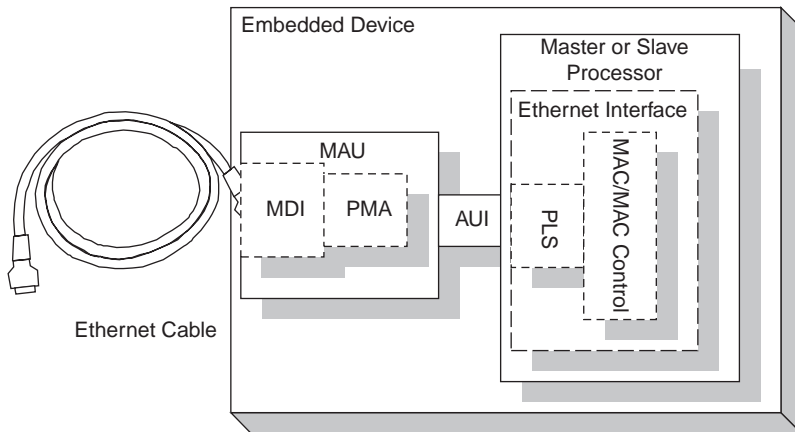 Embedded Device
Master or Slave
Processor
Ethernet Interface
MAU
MDI
PMA
AUI
PLS
MAC/MAC Control
Ethernet Cable